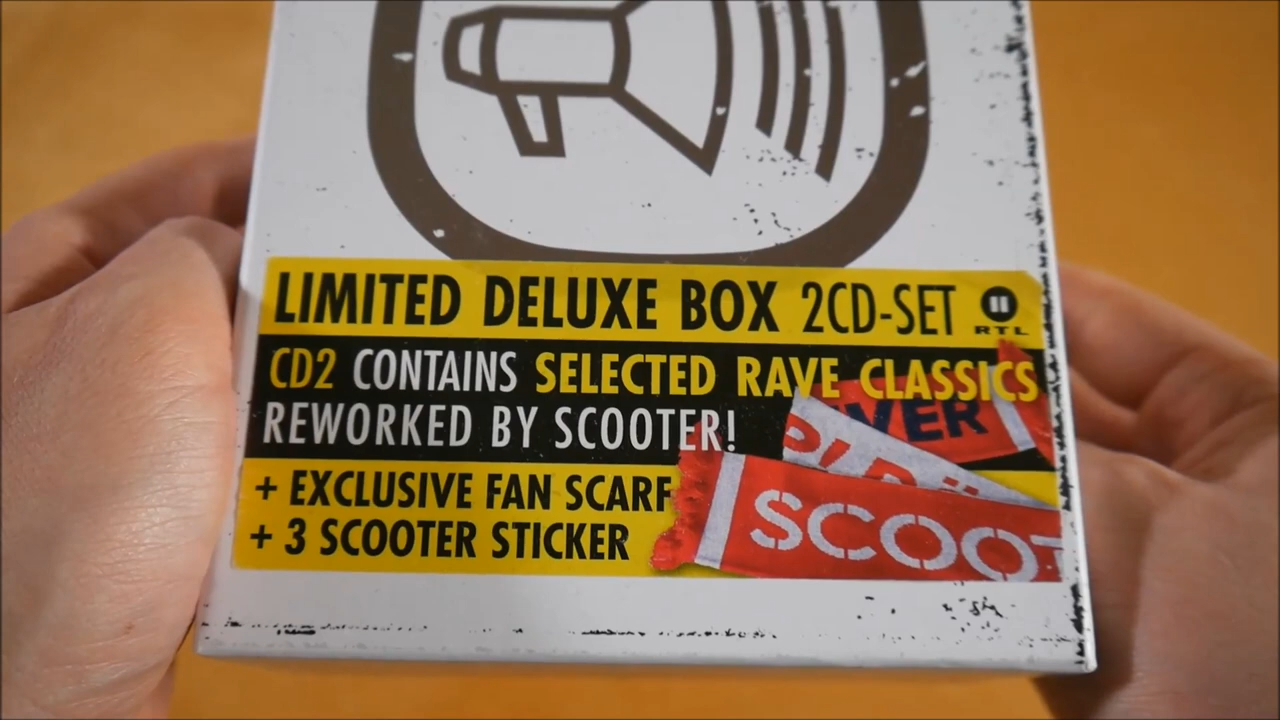 LIMITED DELUXE BOX 2CD-SET
II RTL
CD2 CONTAINS SELECTED RAVE CLASSICS
REWORKED BY SCOOTER!
+ EXCLUSIVE FAN SCARF
+ 3 SCOOTER STICKER
SCOOT